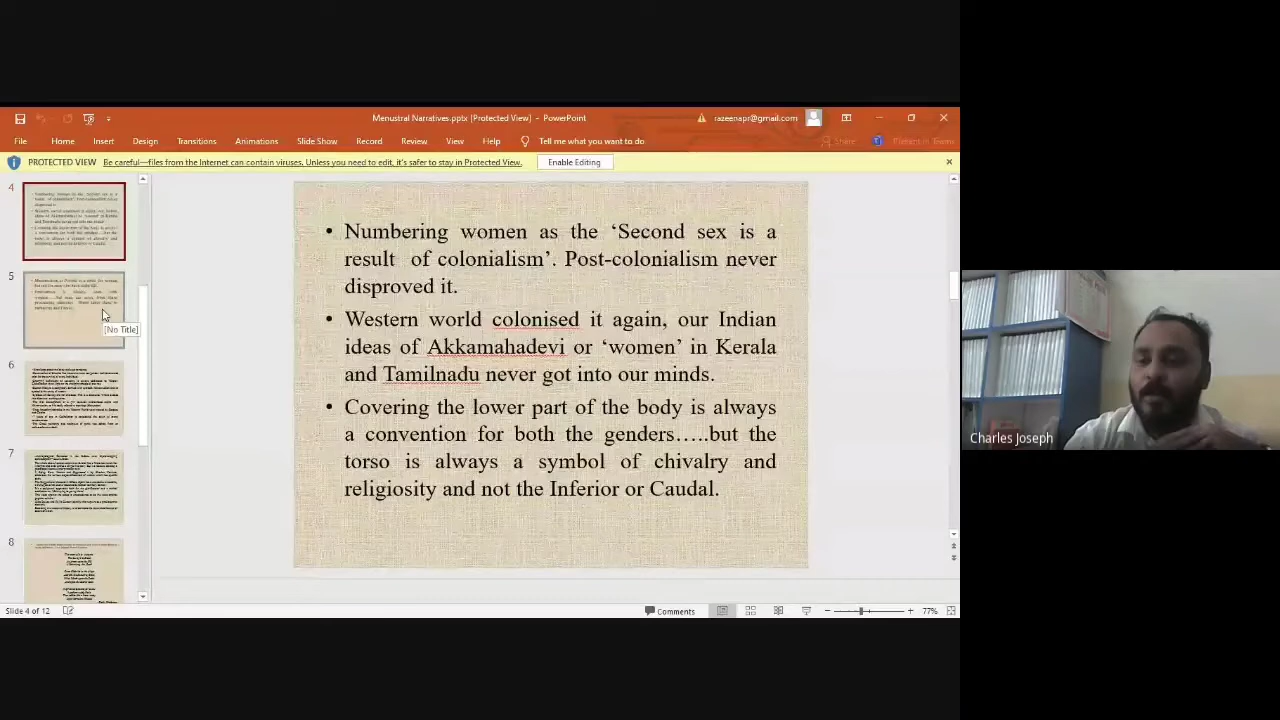 Menustral Narratives.pptx [Protected View] - PowerPoint
razeenapr@gmail.com
File Home Insert Design Transitions Animations Slide Show Record Review View Help Tell me what you want to do Share Present in Teams
PROTECTED VIEW Be careful—files from the Internet can contain viruses. Unless you need to edit, it's safer to stay in Protected View. Enable Editing
4
5
[No Title]
6
7
8
• Numbering women as the ‘Second sex is a
result of colonialism’. Post-colonialism never
disproved it.
• Western world colonised it again, our Indian
ideas of Akkamahadevi or ‘women’ in Kerala
and Tamilnadu never got into our minds.
• Covering the lower part of the body is always
a convention for both the genders…..but the
torso is always a symbol of chivalry and
religiosity and not the Inferior or Caudal.
Charles Joseph
Slide 4 of 12 Comments 77%